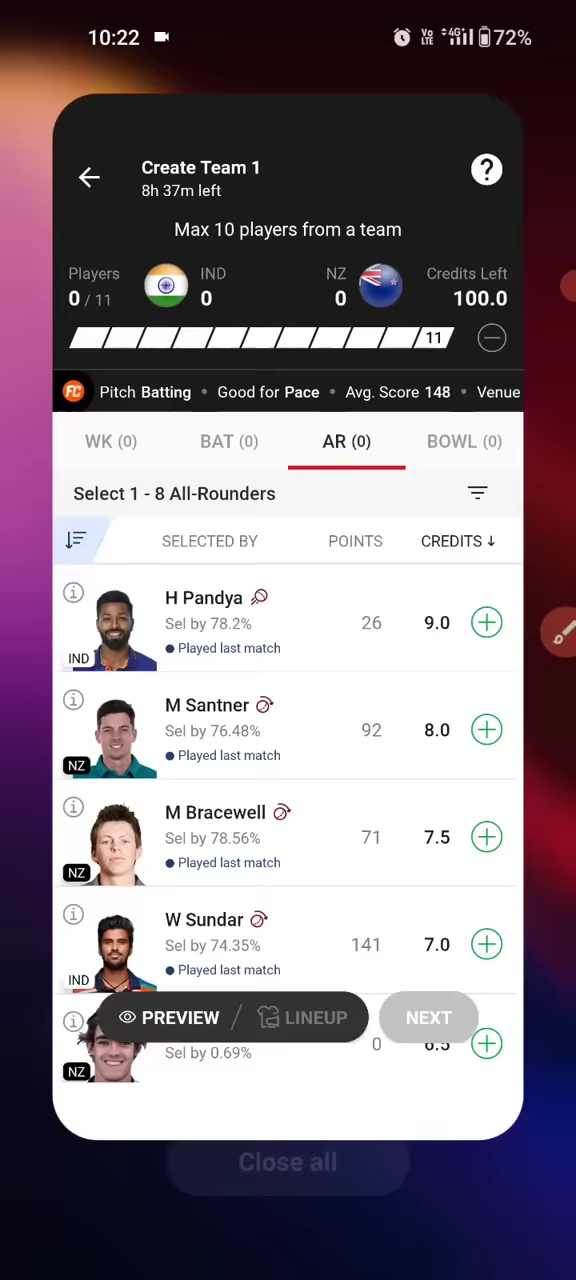 10:22
Vo LTE 4G+ 72%
Create Team 1
8h 37m left
?
Max 10 players from a team
Players IND NZ Credits Left
0 / 11 0 0 100.0
11
FC Pitch Batting • Good for Pace • Avg. Score 148 • Venue
WK (0) BAT (0) AR (0) BOWL (0)
Select 1 - 8 All-Rounders
SELECTED BY POINTS CREDITS ↓
H Pandya
Sel by 78.2% 26 9.0
Played last match
IND
M Santner
Sel by 76.48% 92 8.0
Played last match
NZ
M Bracewell
Sel by 78.56% 71 7.5
Played last match
NZ
W Sundar
Sel by 74.35% 141 7.0
Played last match
IND
PREVIEW / LINEUP NEXT
Sel by 0.69% 0 6.5
NZ
Close all